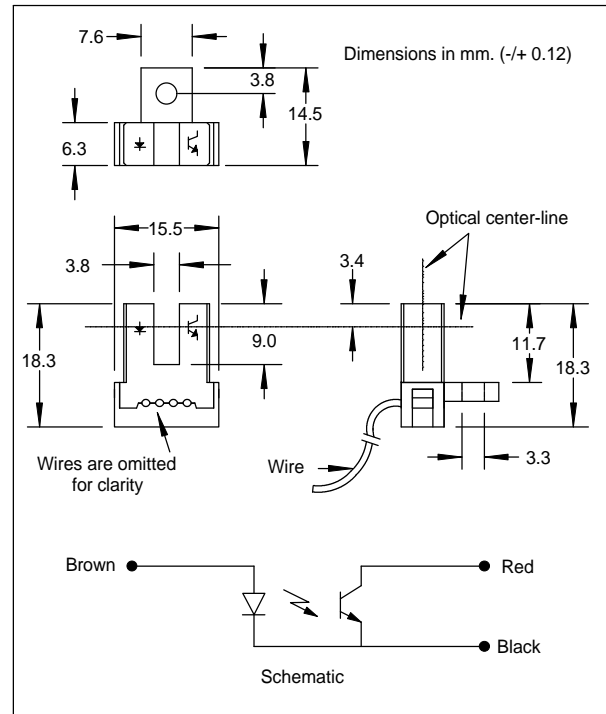 7.6
Dimensions in mm. (-/+ 0.12)
3.8
14.5
6.3
Optical center-line
15.5
3.8
3.4
9.0
11.7
18.3
18.3
Wires are omitted
for clarity
Wire
3.3
Brown
Red
Black
Schematic